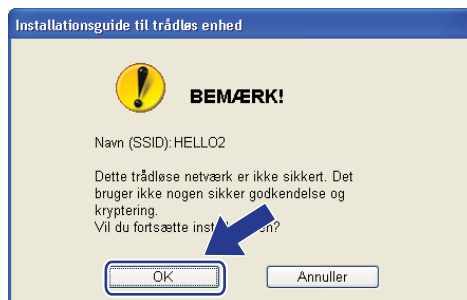 Installationsguide til trådløs enhed
BEMÆRK!
Navn (SSID): HELLO2
Dette trådløse netværk er ikke sikkert. Det
bruger ikke nogen sikker godkendelse og
kryptering.
Vil du fortsætte
OK
Annuller